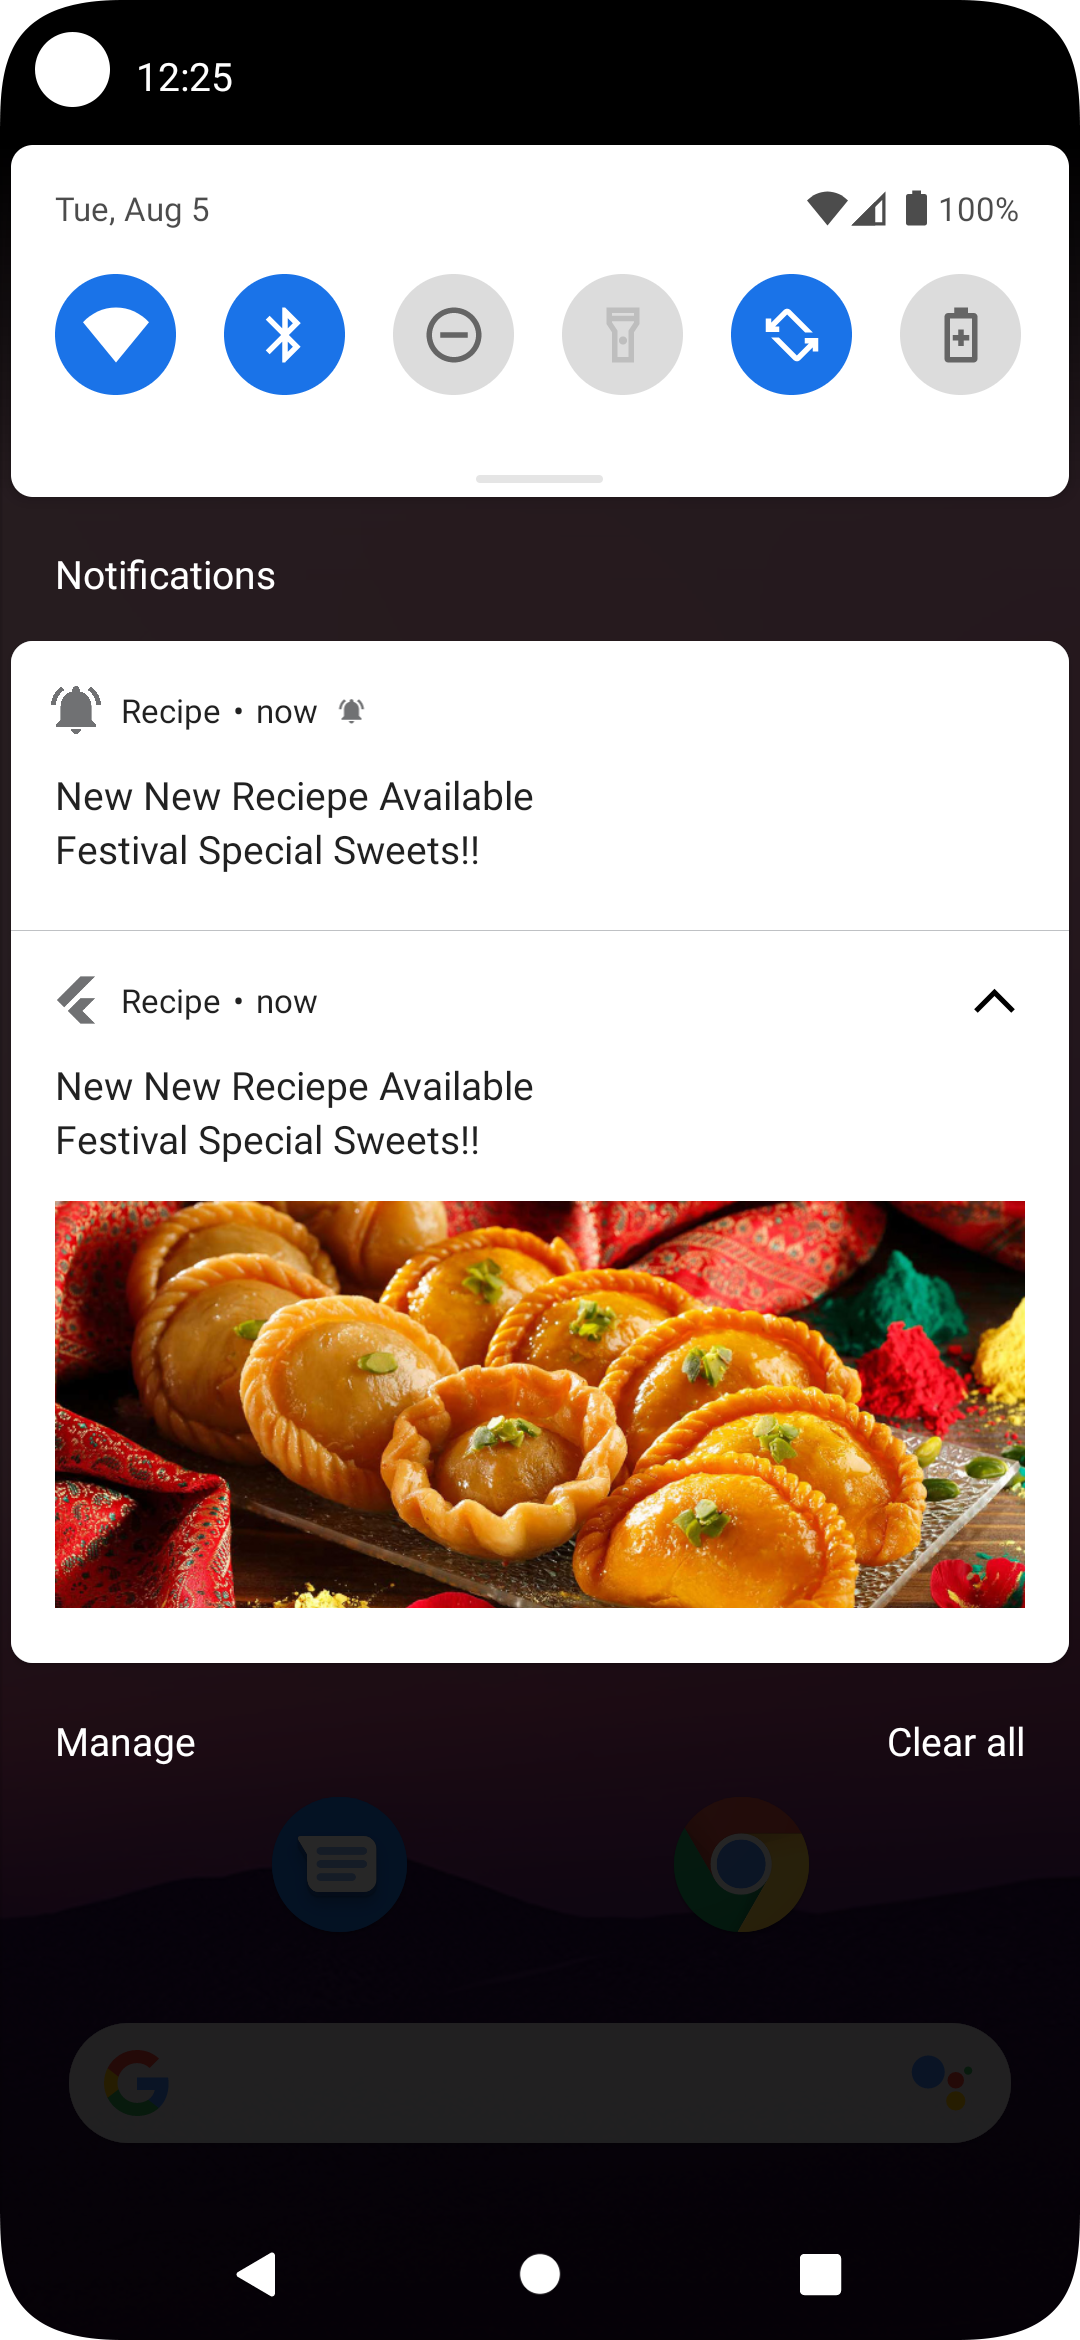 12:25
Tue, Aug 5
100%
Notifications
Recipe • now
New New Reciepe Available
Festival Special Sweets!!
Recipe • now
New New Reciepe Available
Festival Special Sweets!!
Manage
Clear all